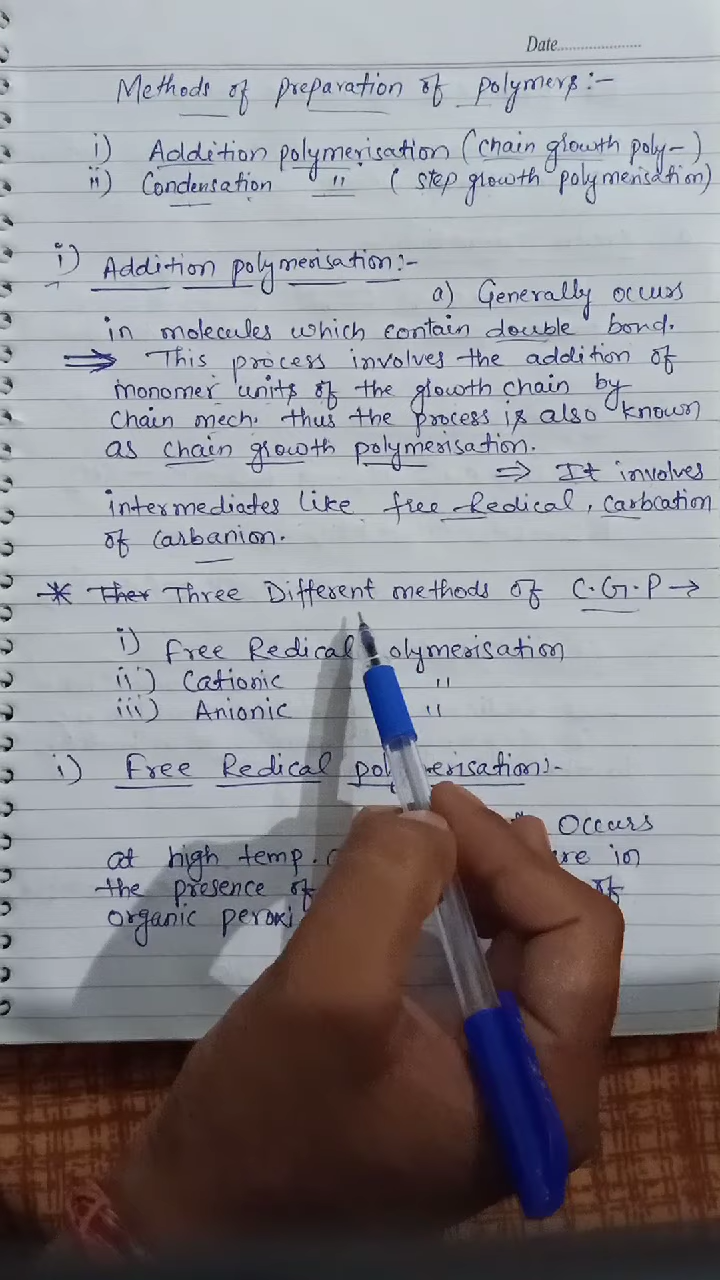 Date.....................
Methods of preparation of polymers:-
i) Addition polymerisation (chain growth poly-)
ii) Condensation " (step growth polymerisation)
i) Addition polymerisation:-
a) Generally occurs
in molecules which contain double bond.
⇒ This process involves the addition of
monomer units of the growth chain by
chain mech. thus the process is also known
as chain growth polymerisation.
⇒ It involves
intermediates like free Redical, carbcation
of carbanion.
* Ther Three Different methods of C.G.P →
i) Free Redical olymerisation
ii) Cationic "
iii) Anionic "
i) Free Redical pol erisation:-
Occurs
at high temp. in
the presence of of
organic peroxi